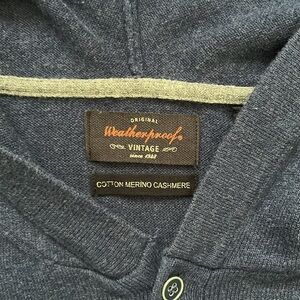 ORIGINAL
Weatherproof®
VINTAGE
since 1948
COTTON MERINO CASHMERE